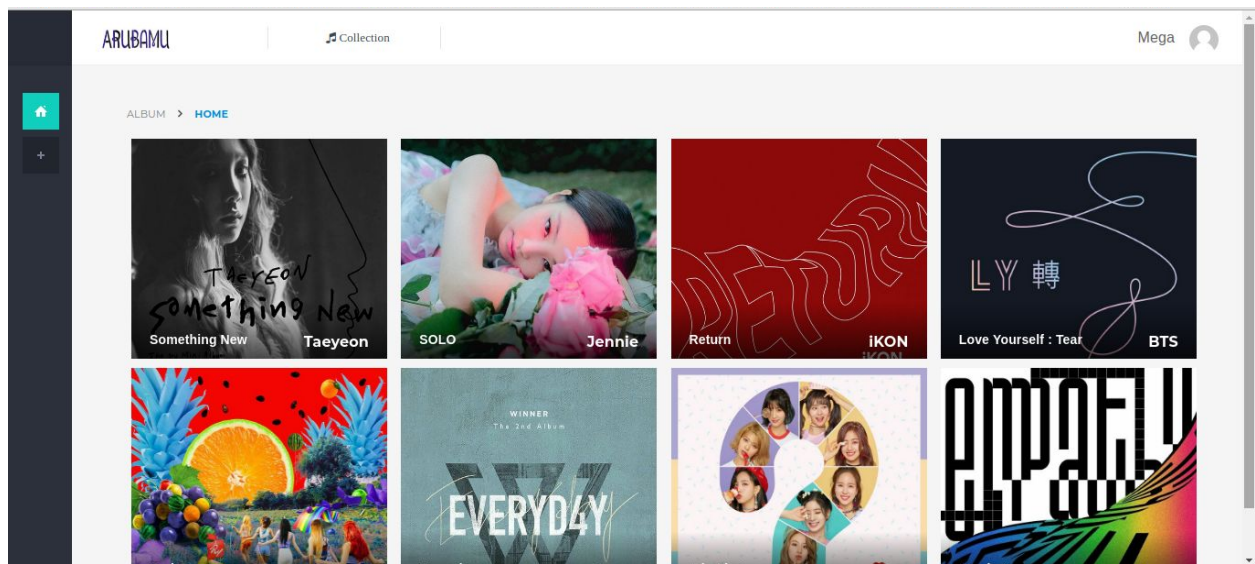 ARUBAMU
Collection
Mega
ALBUM > HOME
TAEYEON
something New
Something New
Taeyeon
SOLO
Jennie
RETURN
Return
iKON
iKON
LY 轉
Love Yourself : Tear
BTS
WINNER
The 2nd Album
EVERYD4Y
empathy